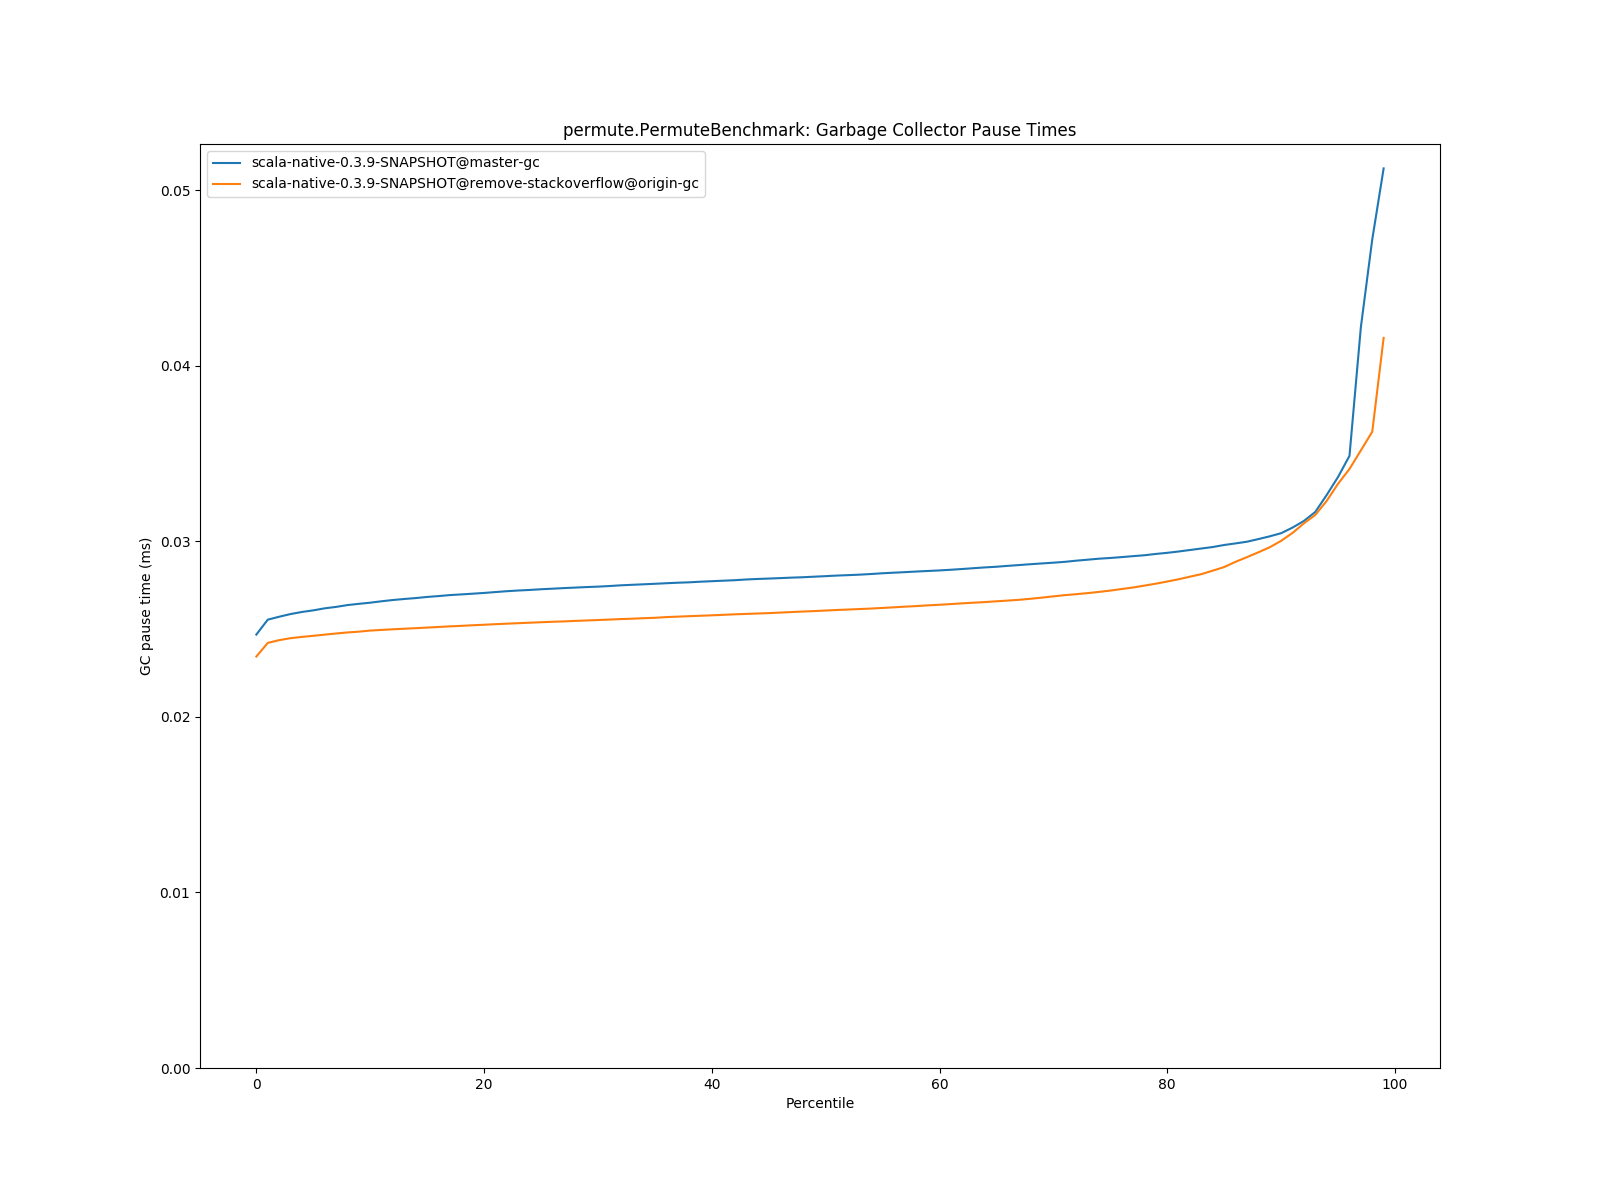 permute.PermuteBenchmark: Garbage Collector Pause Times
scala-native-0.3.9-SNAPSHOT@master-gc
scala-native-0.3.9-SNAPSHOT@remove-stackoverflow@origin-gc
0.05
0.04
0.03
0.02
0.01
0.00
GC pause time (ms)
0 20 40 60 80 100
Percentile